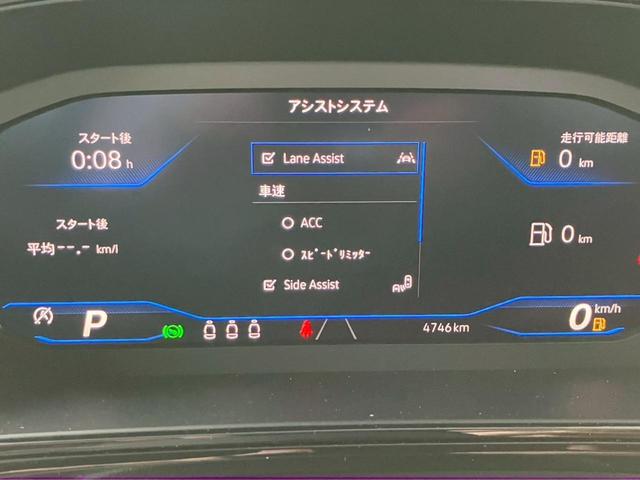 アシストシステム
スタート後
0:08 h
走行可能距離
0 km
Lane Assist
車速
ACC
ｽﾋﾟｰﾄﾞﾘﾐｯﾀｰ
Side Assist
スタート後
平均--.- km/l
0 km
P
4746 km
0 km/h